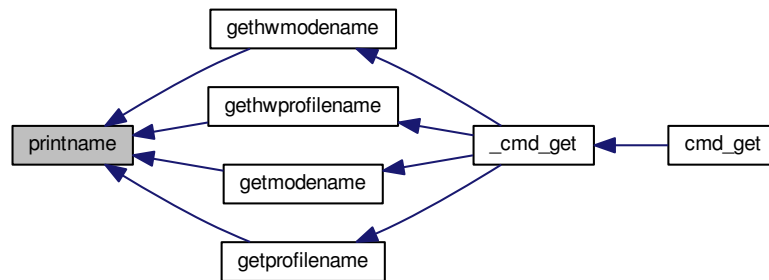 gethwmodename
gethwprofilename
printname
_cmd_get
cmd_get
getmodename
getprofilename